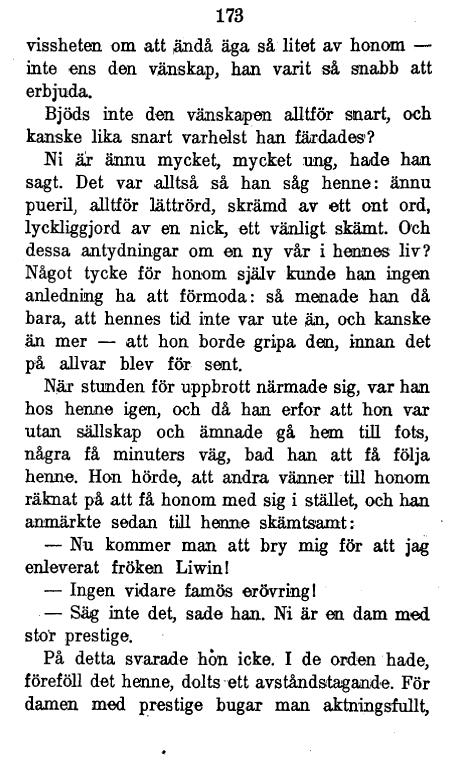 173
vissheten om att ändå äga så litet av honom —
inte ens den vänskap, han varit så snabb att
erbjuda.
Bjöds inte den vänskapen alltför snart, och
kanske lika snart varhelst han färdades?
Ni är ännu mycket, mycket ung, hade han
sagt. Det var alltså så han såg henne: ännu
pueril, alltför lättrörd, skrämd av ett ont ord,
lyckliggjord av en nick, ett vänligt skämt. Och
dessa antydningar om en ny vår i hennes liv?
Något tycke för honom själv kunde han ingen
anledning ha att förmoda: så menade han då
bara, att hennes tid inte var ute än, och kanske
än mer — att hon borde gripa den, innan det
på allvar blev för sent.
När stunden för uppbrott närmade sig, var han
hos henne igen, och då han erfor att hon var
utan sällskap och ämnade gå hem till fots,
några få minuters väg, bad han att få följa
henne. Hon hörde, att andra vänner till honom
räknat på att få honom med sig i stället, och han
anmärkte sedan till henne skämtsamt:
— Nu kommer man att bry mig för att jag
enleverat fröken Liwin!
— Ingen vidare famös erövring!
— Säg inte det, sade han. Ni är en dam med
stor prestige.
På detta svarade hon icke. I de orden hade,
föreföll det henne, dolts ett avståndstagande. För
damen med prestige bugar man aktningsfullt,